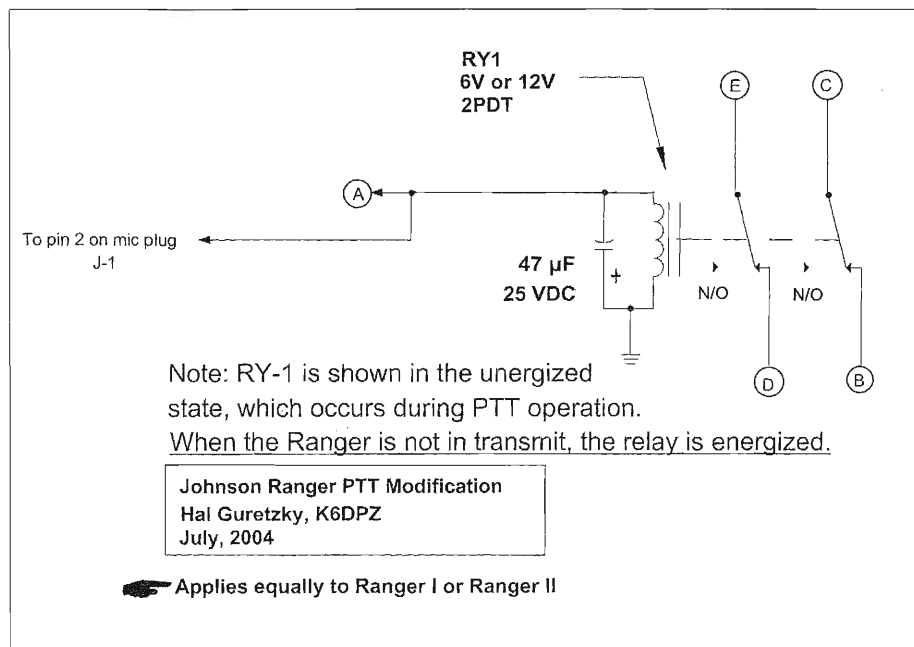 RY1
6V or 12V
2PDT
E
C
A
To pin 2 on mic plug
J-1
47 µF
25 VDC
+
N/O
N/O
D
B
Note: RY-1 is shown in the unergized
state, which occurs during PTT operation.
When the Ranger is not in transmit, the relay is energized.
Johnson Ranger PTT Modification
Hal Guretzky, K6DPZ
July, 2004
Applies equally to Ranger I or Ranger II